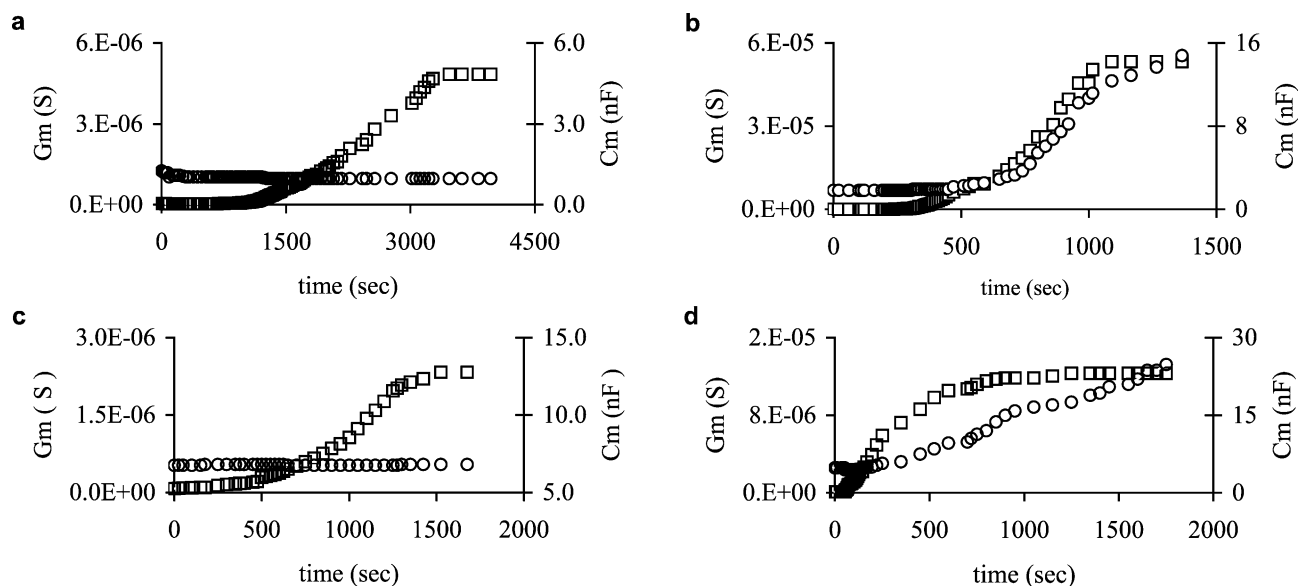 a
6.E-06
3.E-06
0.E+00
Gm (S)
6.0
3.0
0.0
Cm (nF)
0
1500
3000
4500
time (sec)
b
6.E-05
3.E-05
0.E+00
Gm (S)
16
8
0
Cm (nF)
0
500
1000
1500
time (sec)
c
3.0E-06
1.5E-06
0.0E+00
Gm ( S )
15.0
10.0
5.0
Cm (nF)
0
500
1000
1500
2000
time (sec)
d
2.E-05
8.E-06
0.E+00
Gm (S)
30
15
0
Cm (nF)
0
500
1000
1500
2000
time (sec)